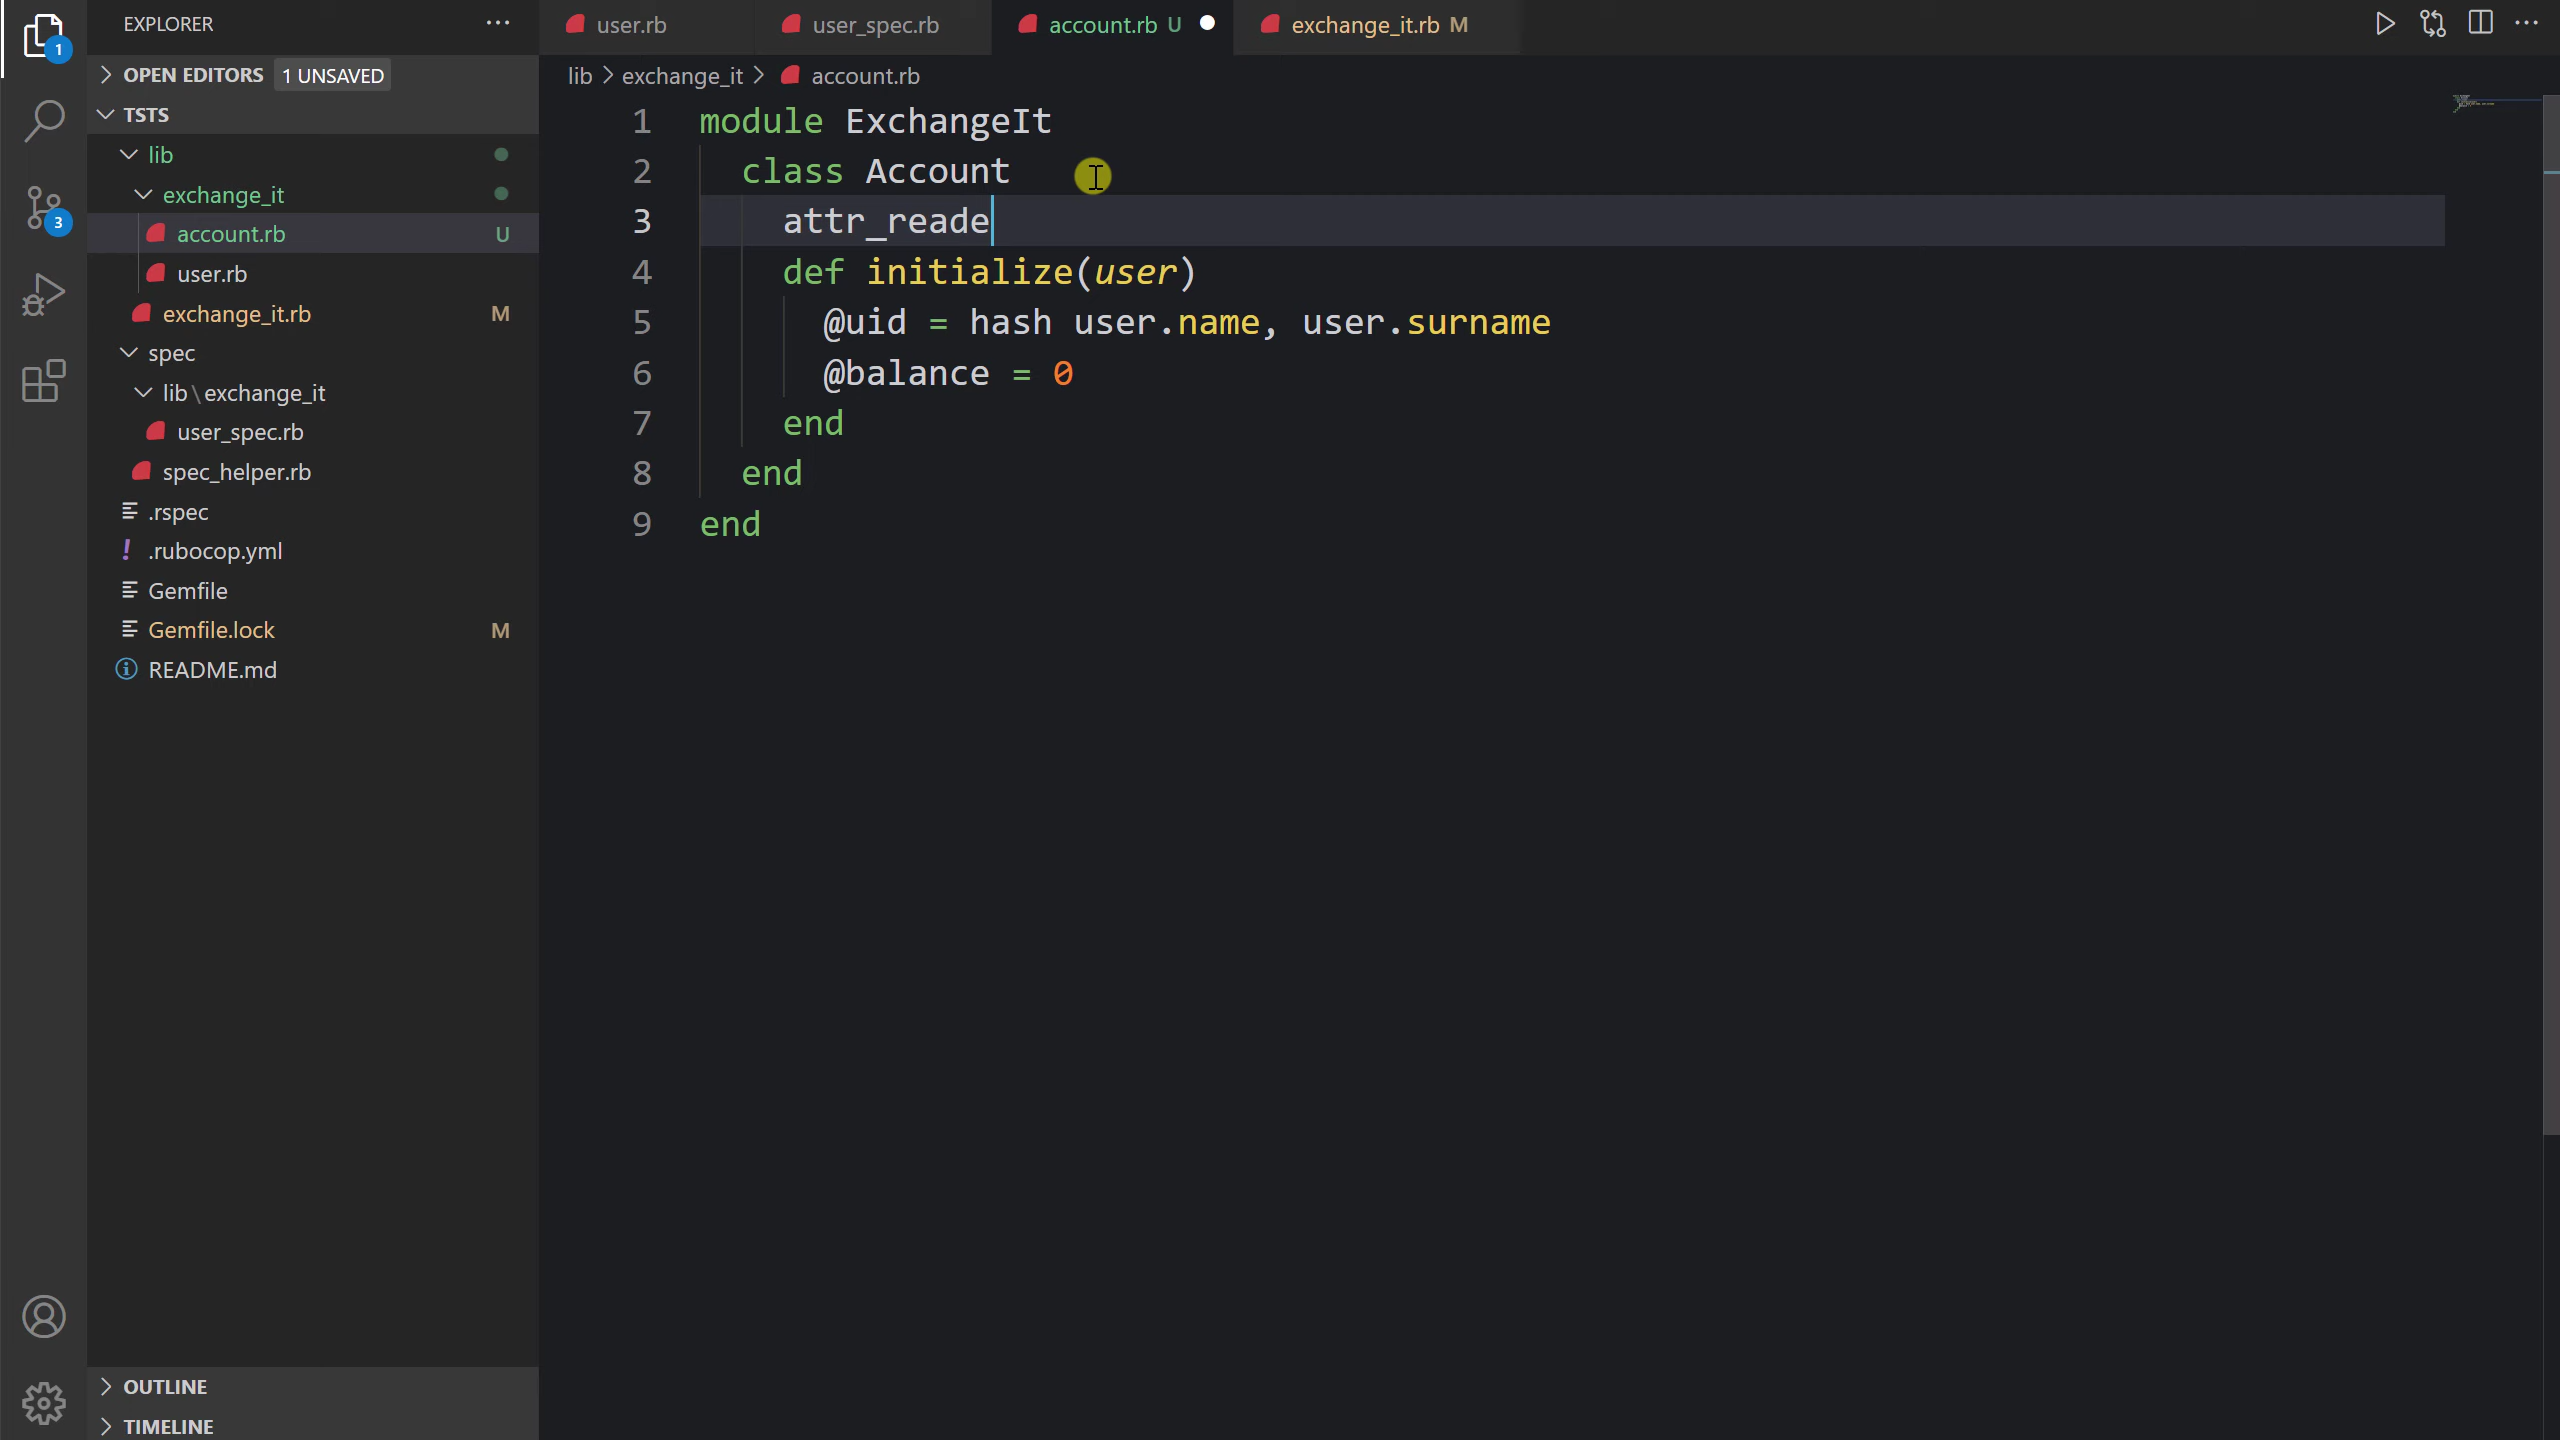 EXPLORER
OPEN EDITORS 1 UNSAVED
TSTS
lib
exchange_it
account.rb U
user.rb
exchange_it.rb M
spec
lib\exchange_it
user_spec.rb
spec_helper.rb
.rspec
.rubocop.yml
Gemfile
Gemfile.lock M
README.md
OUTLINE
TIMELINE
1
3
user.rb user_spec.rb account.rb U exchange_it.rb M
lib > exchange_it > account.rb
1 module ExchangeIt
2 class Account
3 attr_reade
4 def initialize(user)
5 @uid = hash user.name, user.surname
6 @balance = 0
7 end
8 end
9 end